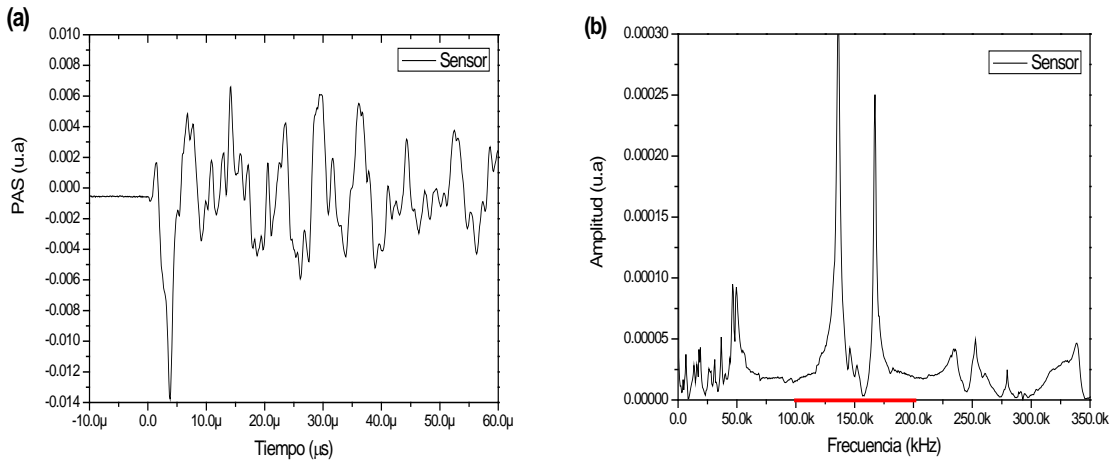 (a)
0.010
0.008
0.006
0.004
0.002
0.000
-0.002
-0.004
-0.006
-0.008
-0.010
-0.012
-0.014
PAS (u.a)
Sensor
-10.0µ 0.0 10.0µ 20.0µ 30.0µ 40.0µ 50.0µ 60.0µ
Tiempo (µs)
(b)
0.00030
0.00025
0.00020
0.00015
0.00010
0.00005
0.00000
Amplitud (u.a)
Sensor
0.0 50.0k 100.0k 150.0k 200.0k 250.0k 300.0k 350.0k
Frecuencia (kHz)